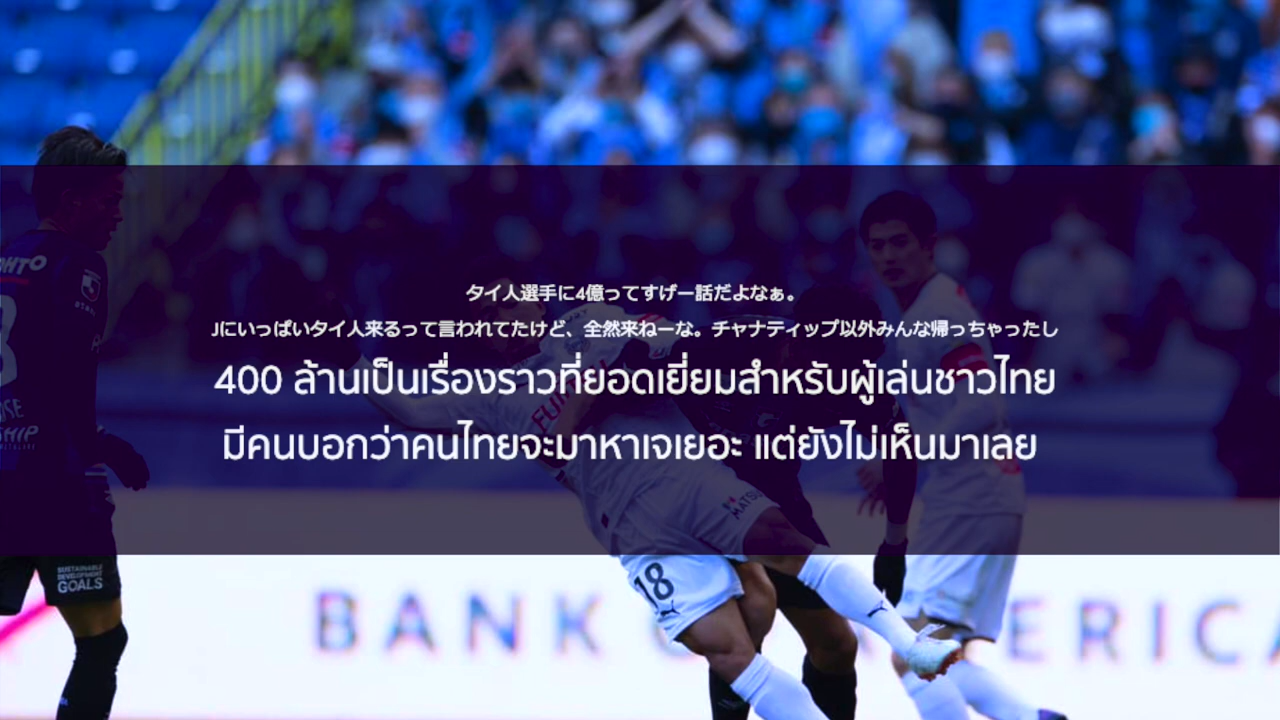 タイ人選手に4億ってすげー話だよなぁ。
Jにいっぱいタイ人来るって言われてたけど、全然来ねーな。チャナティップ以外みんな帰っちゃったし
400 ล้านเป็นเรื่องราวที่ยอดเยี่ยมสำหรับผู้เล่นชาวไทย
มีคนบอกว่าคนไทยจะมาหาเจเยอะ แต่ยังไม่เห็นมาเลย
SUSTAINABLE
DEVELOPMENT
GOALS
18
BANK
ERICA